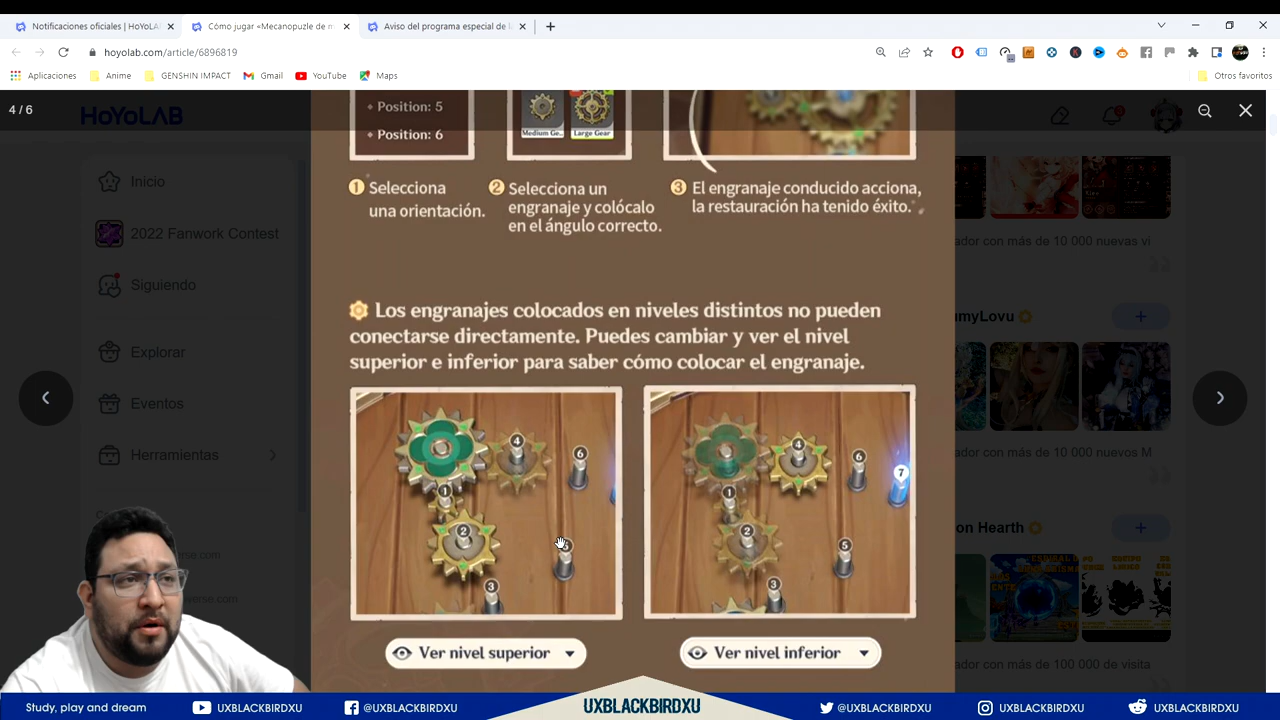 Notificaciones oficiales | HoYoLA
Cómo jugar «Mecanopuzle de m
Aviso del programa especial de l
hoyolab.com/article/6896819
Aplicaciones
Anime
GENSHIN IMPACT
Gmail
YouTube
Maps
Otros favoritos
4 / 6
HoYoLAB
Inicio
2022 Fanwork Contest
Siguiendo
Explorar
Eventos
Herramientas
verse.com
Position: 5
Position: 6
Medium Ge...
Large Gear
1 Selecciona
una orientación.
2 Selecciona un
engranaje y colócalo
en el ángulo correcto.
3 El engranaje conducido acciona,
la restauración ha tenido éxito.
Los engranajes colocados en niveles distintos no pueden
conectarse directamente. Puedes cambiar y ver el nivel
superior e inferior para saber cómo colocar el engranaje.
4
6
1
2
5
3
4
6
7
1
2
5
3
Ver nivel superior
Ver nivel inferior
ador con más de 10 000 nuevas vi
umyLovu
ador con más de 10 000 nuevos M
on Hearth
ador con más de 100 000 de visita
Study, play and dream
UXBLACKBIRDXU
@UXBLACKBIRDXU
UXBLACKBIRDXU
@UXBLACKBIRDXU
UXBLACKBIRDXU
UXBLACKBIRDXU